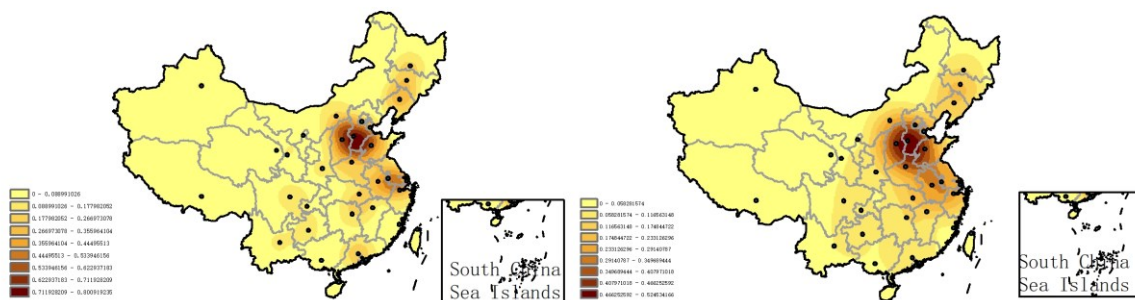 0 - 0.088991026
0.088991026 - 0.177982052
0.177982052 - 0.266973078
0.266973078 - 0.355964104
0.355964104 - 0.44495513
0.44495513 - 0.533946156
0.533946156 - 0.622937183
0.622937183 - 0.711928209
0.711928209 - 0.800919235
South China
Sea Islands
0 - 0.058281574
0.058281574 - 0.116563148
0.116563148 - 0.174844722
0.174844722 - 0.233126296
0.233126296 - 0.29140787
0.29140787 - 0.349689444
0.349689444 - 0.407971018
0.407971018 - 0.466252592
0.466252592 - 0.524534166
South China
Sea Islands